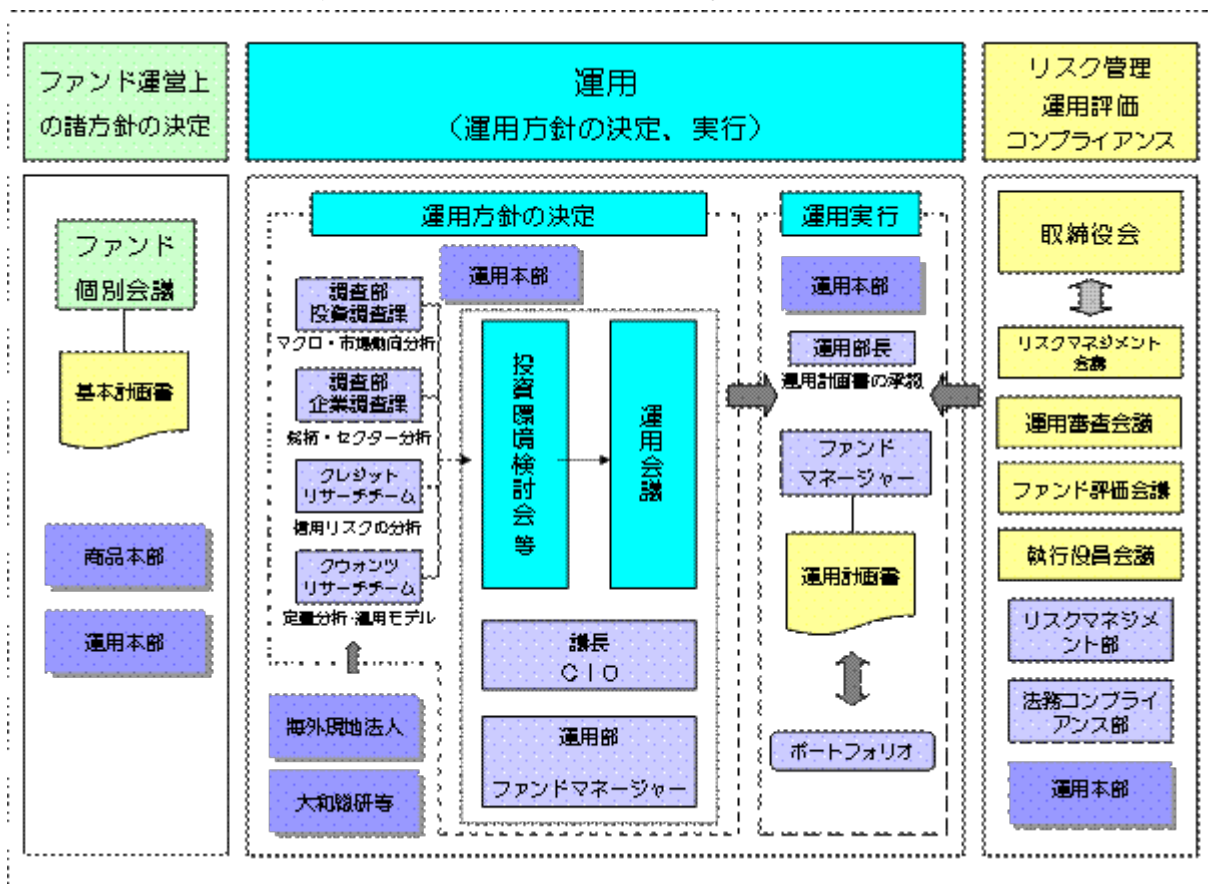 ファンド運営上
の諸方針の決定
運用
（運用方針の決定、実行）
リスク管理
運用評価
コンプライアンス
ファンド
個別会議
基本計画書
商品本部
運用本部
運用方針の決定
運用本部
調査部
投資調査課
マクロ・市場動向分析
調査部
企業調査課
銘柄・セクター分析
クレジット
リサーチチーム
信用リスクの分析
クウォンツ
リサーチチーム
定量分析・運用モデル
海外現地法人
大和総研等
投資環境検討会等
運用会議
議長
ＣＩＯ
運用部
ファンドマネージャー
運用実行
運用本部
運用部長
運用計画書の承認
ファンド
マネージャー
運用計画書
ポートフォリオ
取締役会
リスクマネジメント
会議
運用審査会議
ファンド評価会議
執行役員会議
リスクマネジメ
ント部
法務コンプライ
アンス部
運用本部